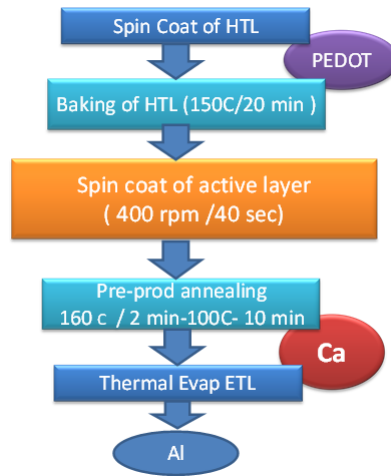 Spin Coat of HTL
PEDOT
Baking of HTL (150C/20 min )
Spin coat of active layer
( 400 rpm /40 sec)
Pre-prod annealing
160 c / 2 min-100C- 10 min
Ca
Thermal Evap ETL
Al